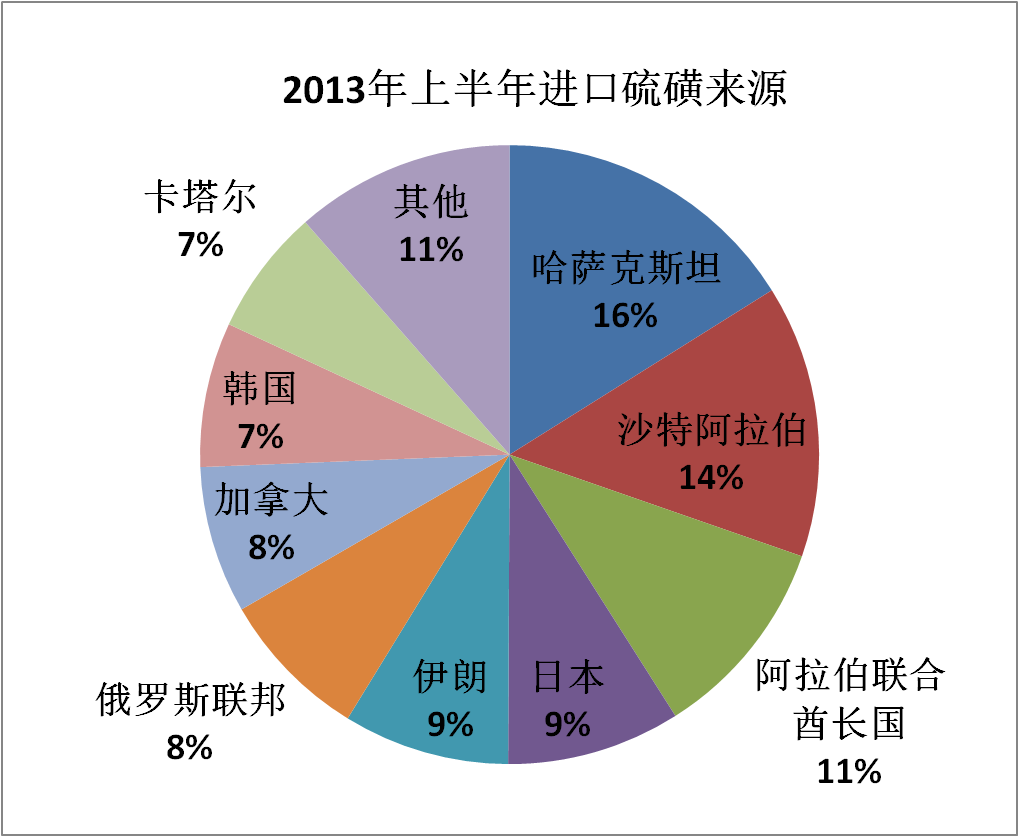 2013年上半年进口硫磺来源
哈萨克斯坦
16%
沙特阿拉伯
14%
阿拉伯联合
酋长国
11%
日本
9%
伊朗
9%
俄罗斯联邦
8%
加拿大
8%
韩国
7%
卡塔尔
7%
其他
11%